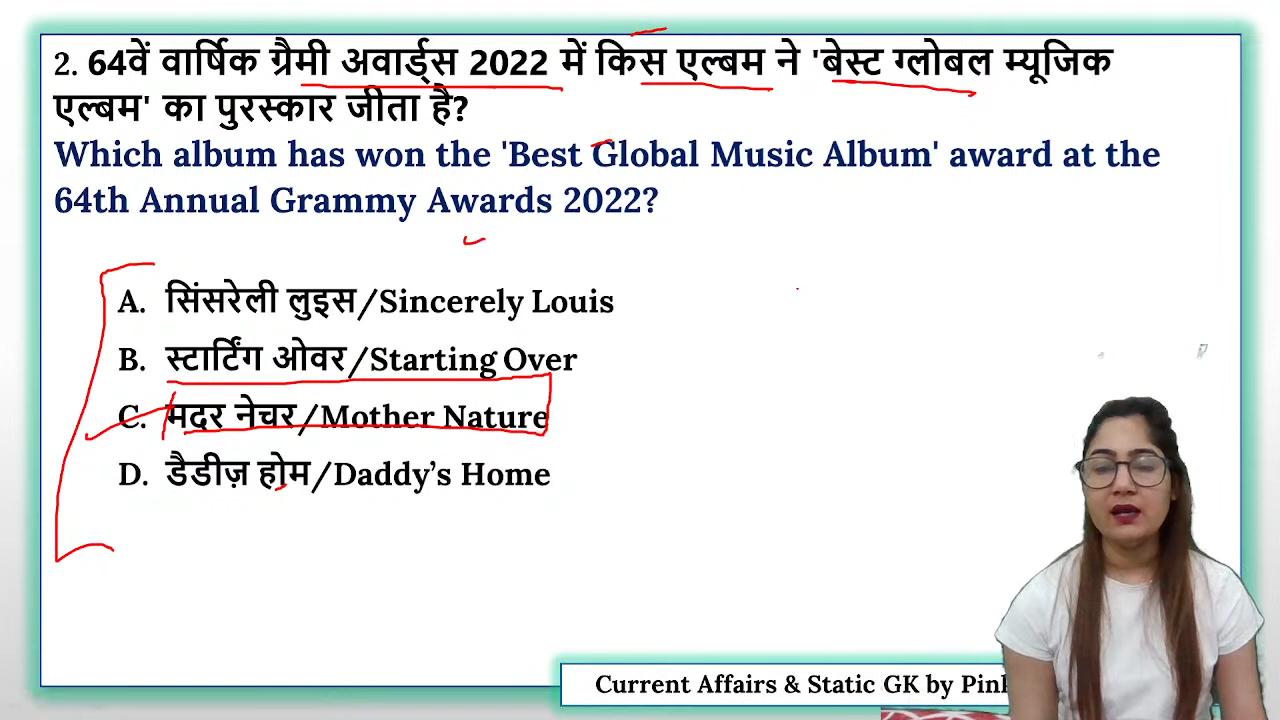 2. 64वें वार्षिक ग्रैमी अवार्ड्स 2022 में किस एल्बम ने 'बेस्ट ग्लोबल म्यूजिक
एल्बम' का पुरस्कार जीता है?
Which album has won the 'Best Global Music Album' award at the
64th Annual Grammy Awards 2022?
A. सिंसरेली लुइस/Sincerely Louis
B. स्टार्टिंग ओवर/Starting Over
C. मदर नेचर/Mother Nature
D. डैडीज़ होम/Daddy’s Home
Current Affairs & Static GK by